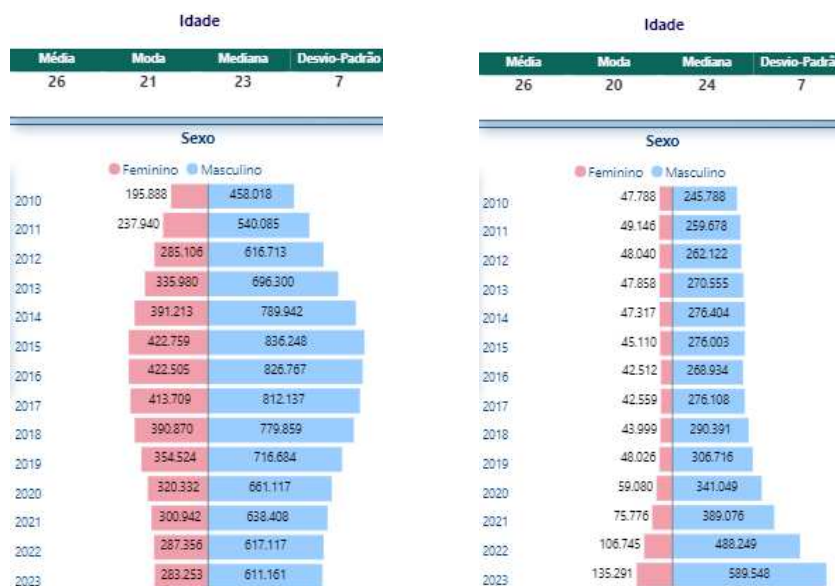 Idade
Média Moda Mediana Desvio-Padrão
26 21 23 7
Sexo
Feminino Masculino
2010 195.888 458.018
2011 237.940 540.085
2012 285.106 616.713
2013 335.980 696.300
2014 391.213 789.942
2015 422.759 836.248
2016 422.505 826.767
2017 413.709 812.137
2018 390.870 779.859
2019 354.524 716.684
2020 320.332 661.117
2021 300.942 638.408
2022 287.356 617.117
2023 283.253 611.161
Idade
Média Moda Mediana Desvio-Padrã
26 20 24 7
Sexo
Feminino Masculino
2010 47.788 245.788
2011 49.146 259.678
2012 48.040 262.122
2013 47.858 270.555
2014 47.317 276.404
2015 45.110 276.003
2016 42.512 268.934
2017 42.559 276.108
2018 43.999 290.391
2019 48.026 306.716
2020 59.080 341.049
2021 75.776 389.076
2022 106.745 488.249
2023 135.291 589.548